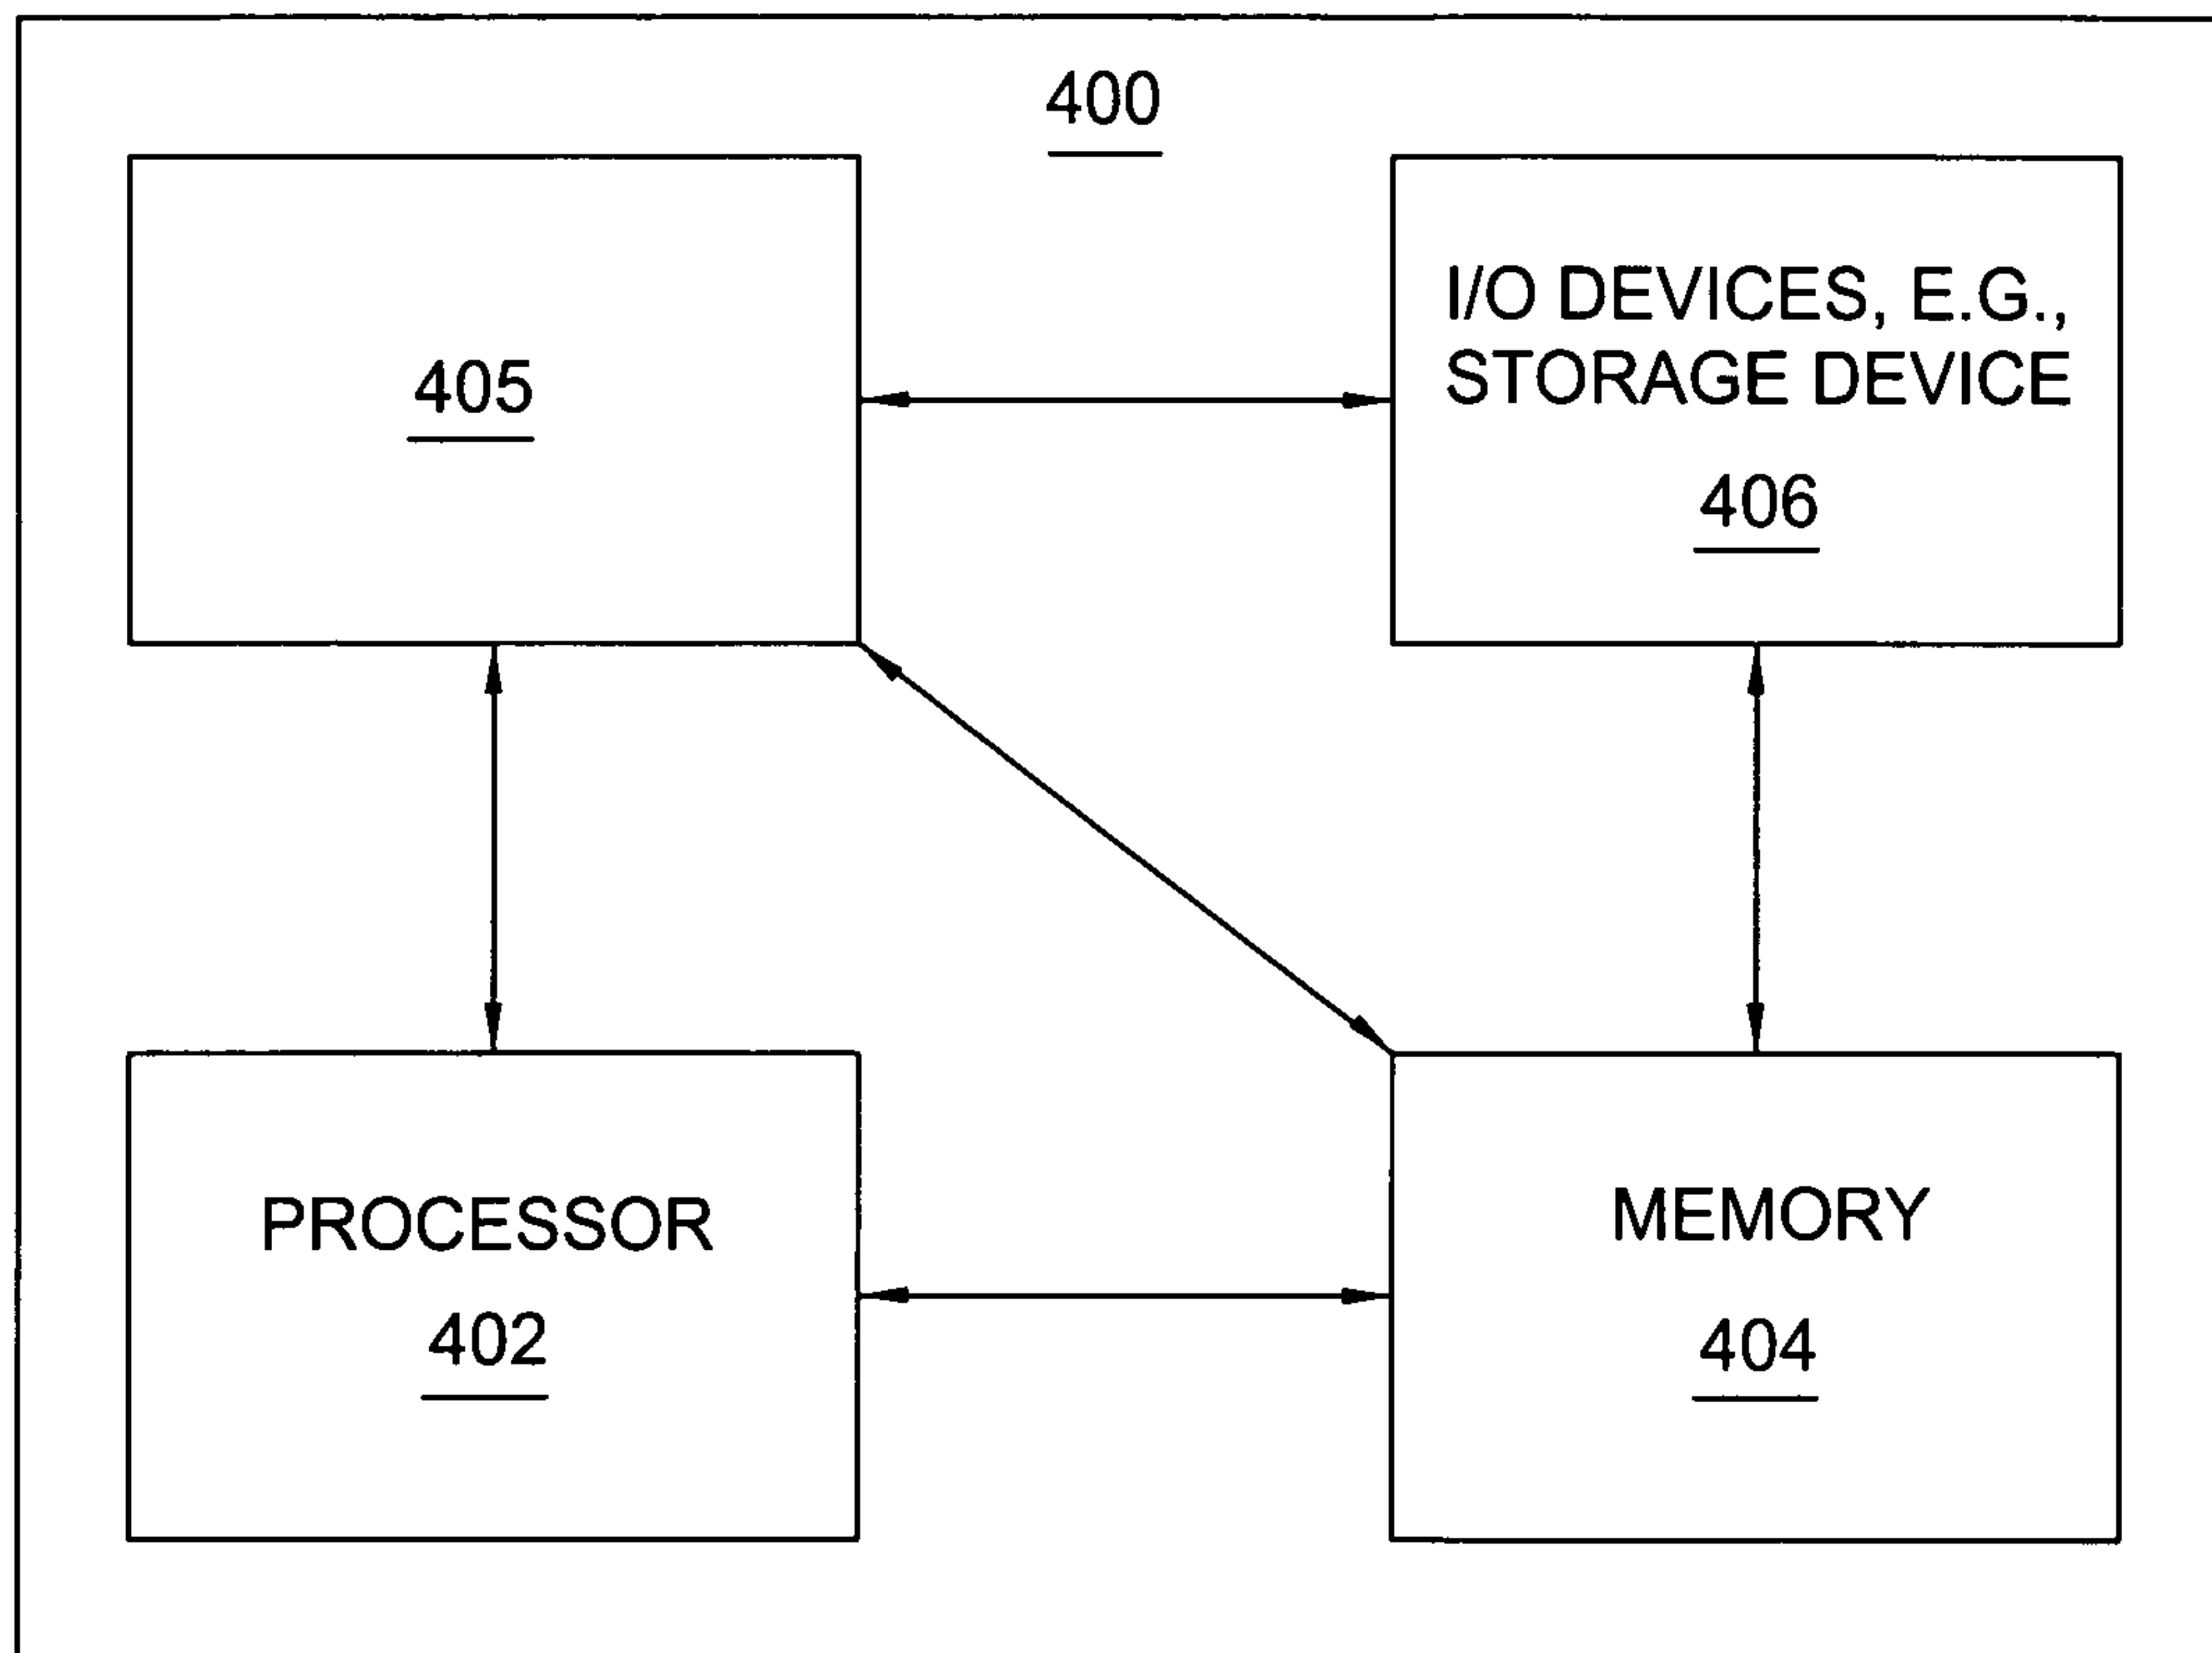 400
405
I/O DEVICES, E.G.,
STORAGE DEVICE
406
PROCESSOR
402
MEMORY
404